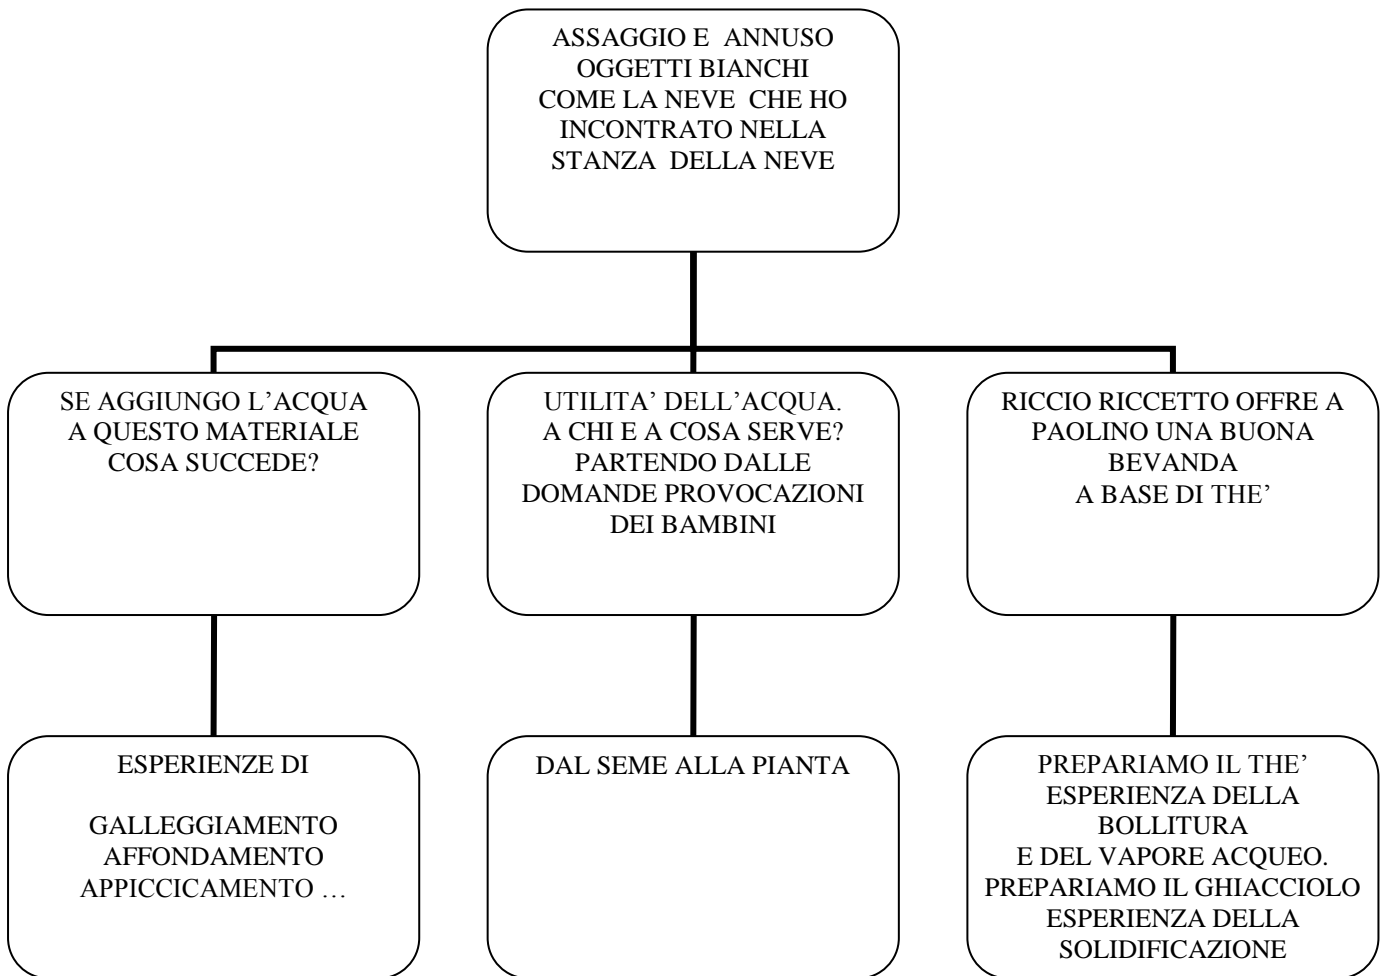 ASSAGGIO E ANNUSO
OGGETTI BIANCHI
COME LA NEVE CHE HO
INCONTRATO NELLA
STANZA DELLA NEVE
SE AGGIUNGO L’ACQUA
A QUESTO MATERIALE
COSA SUCCEDE?
UTILITA’ DELL’ACQUA.
A CHI E A COSA SERVE?
PARTENDO DALLE
DOMANDE PROVOCAZIONI
DEI BAMBINI
RICCIO RICCETTO OFFRE A
PAOLINO UNA BUONA
BEVANDA
A BASE DI THE’
ESPERIENZE DI
GALLEGGIAMENTO
AFFONDAMENTO
APPICCICAMENTO …
DAL SEME ALLA PIANTA
PREPARIAMO IL THE’
ESPERIENZA DELLA
BOLLITURA
E DEL VAPORE ACQUEO.
PREPARIAMO IL GHIACCIOLO
ESPERIENZA DELLA
SOLIDIFICAZIONE